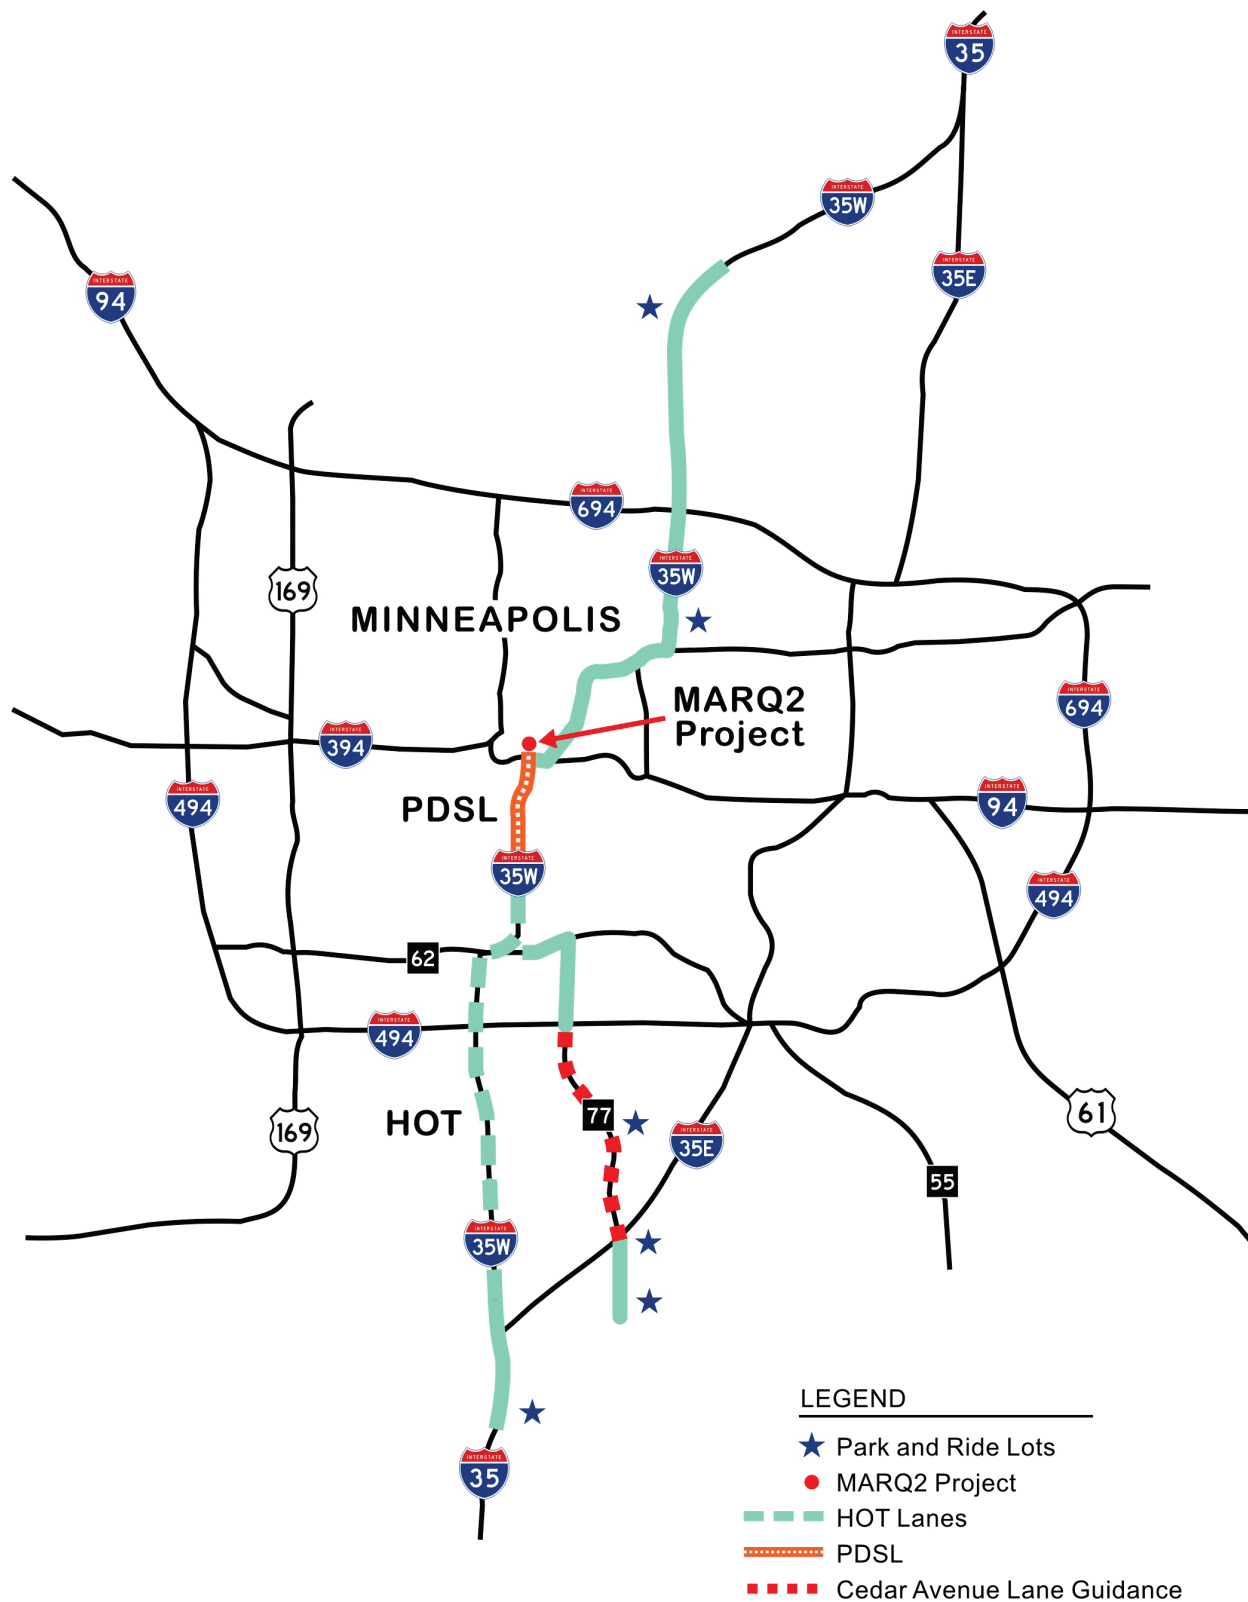 INTERSTATE
35
INTERSTATE
35W
INTERSTATE
35E
INTERSTATE
94
INTERSTATE
694
INTERSTATE
35W
169
MINNEAPOLIS
MARQ2
Project
INTERSTATE
694
INTERSTATE
394
INTERSTATE
494
PDSL
INTERSTATE
94
INTERSTATE
35W
INTERSTATE
494
62
INTERSTATE
494
HOT
77
169
INTERSTATE
35E
61
55
INTERSTATE
35W
INTERSTATE
35
LEGEND
Park and Ride Lots
MARQ2 Project
HOT Lanes
PDSL
Cedar Avenue Lane Guidance